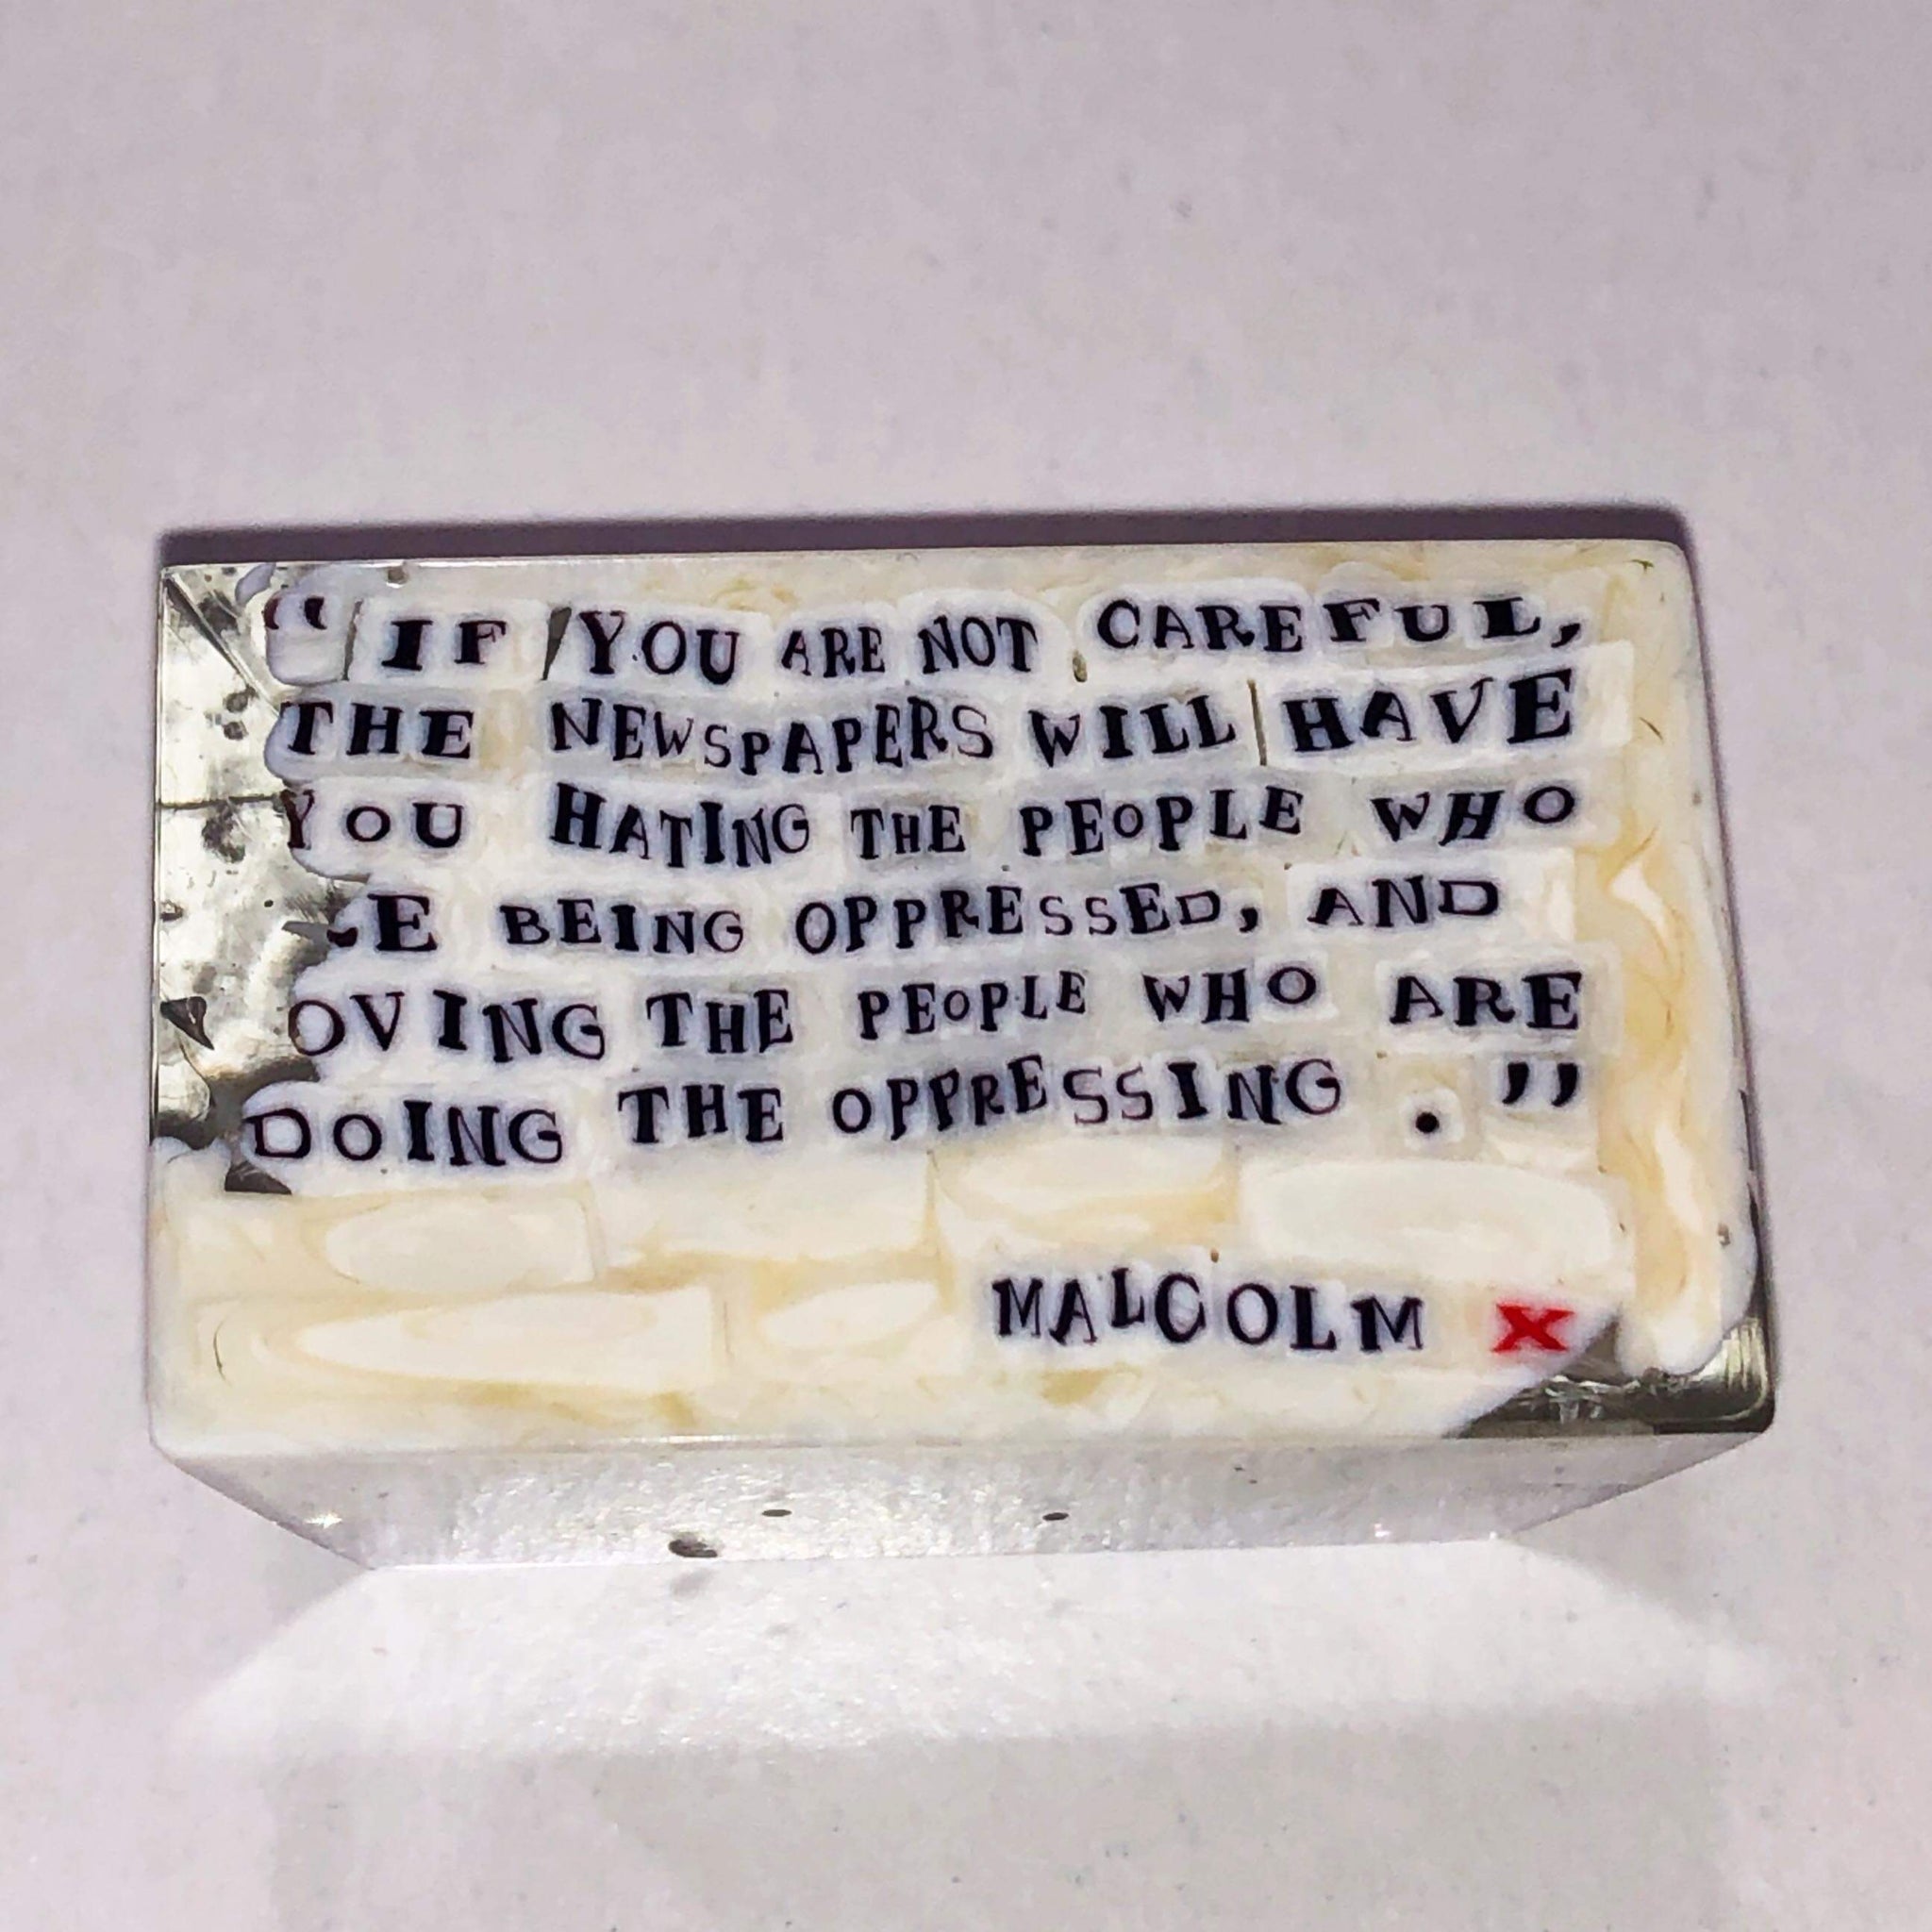 “IF YOU ARE NOT CAREFUL,
THE NEWSPAPERS WILL HAVE
YOU HATING THE PEOPLE WHO
E BEING OPPRESSED, AND
OVING THE PEOPLE WHO ARE
DOING THE OPPRESSING.”
MALCOLM X